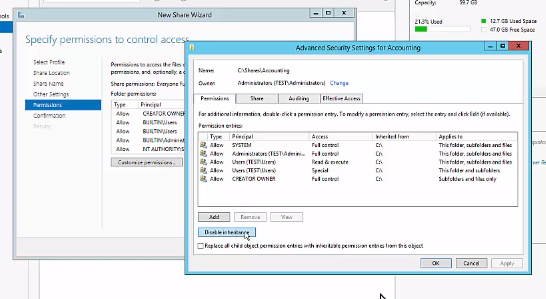 Capacity: 59.7 GB
21.3% Used
12.7 GB Used Space
47.0 GB Free Space
New Share Wizard
Specify permissions to control access
Select Profile
Share Location
Share Name
Other Settings
Permissions
Confirmation
Results
Permissions to access the files o
permissions, and, optionally, a c
Share permissions: Everyone Fu
Folder permissions:
Type Principal
Allow CREATOR OWNER
Allow BUILTIN\Users
Allow BUILTIN\Users
Allow BUILTIN\Administra
Allow NT AUTHORITY\S
Customize permissions...
Advanced Security Settings for Accounting
Name: C:\Shares\Accounting
Owner: Administrators (TEST\Administrators) Change
Permissions Share Auditing Effective Access
For additional information, double-click a permission entry. To modify a permission entry, select the entry and click Edit (if available).
Permission entries:
Type Principal Access Inherited from Applies to
Allow SYSTEM Full control C:\ This folder, subfolders and files
Allow Administrators (TEST\Admini... Full control C:\ This folder, subfolders and files
Allow Users (TEST\Users) Read & execute C:\ This folder, subfolders and files
Allow Users (TEST\Users) Special C:\ This folder and subfolders
Allow CREATOR OWNER Full control C:\ Subfolders and files only
Add Remove View
Disable inheritance
Replace all child object permission entries with inheritable permission entries from this object
OK Cancel Apply